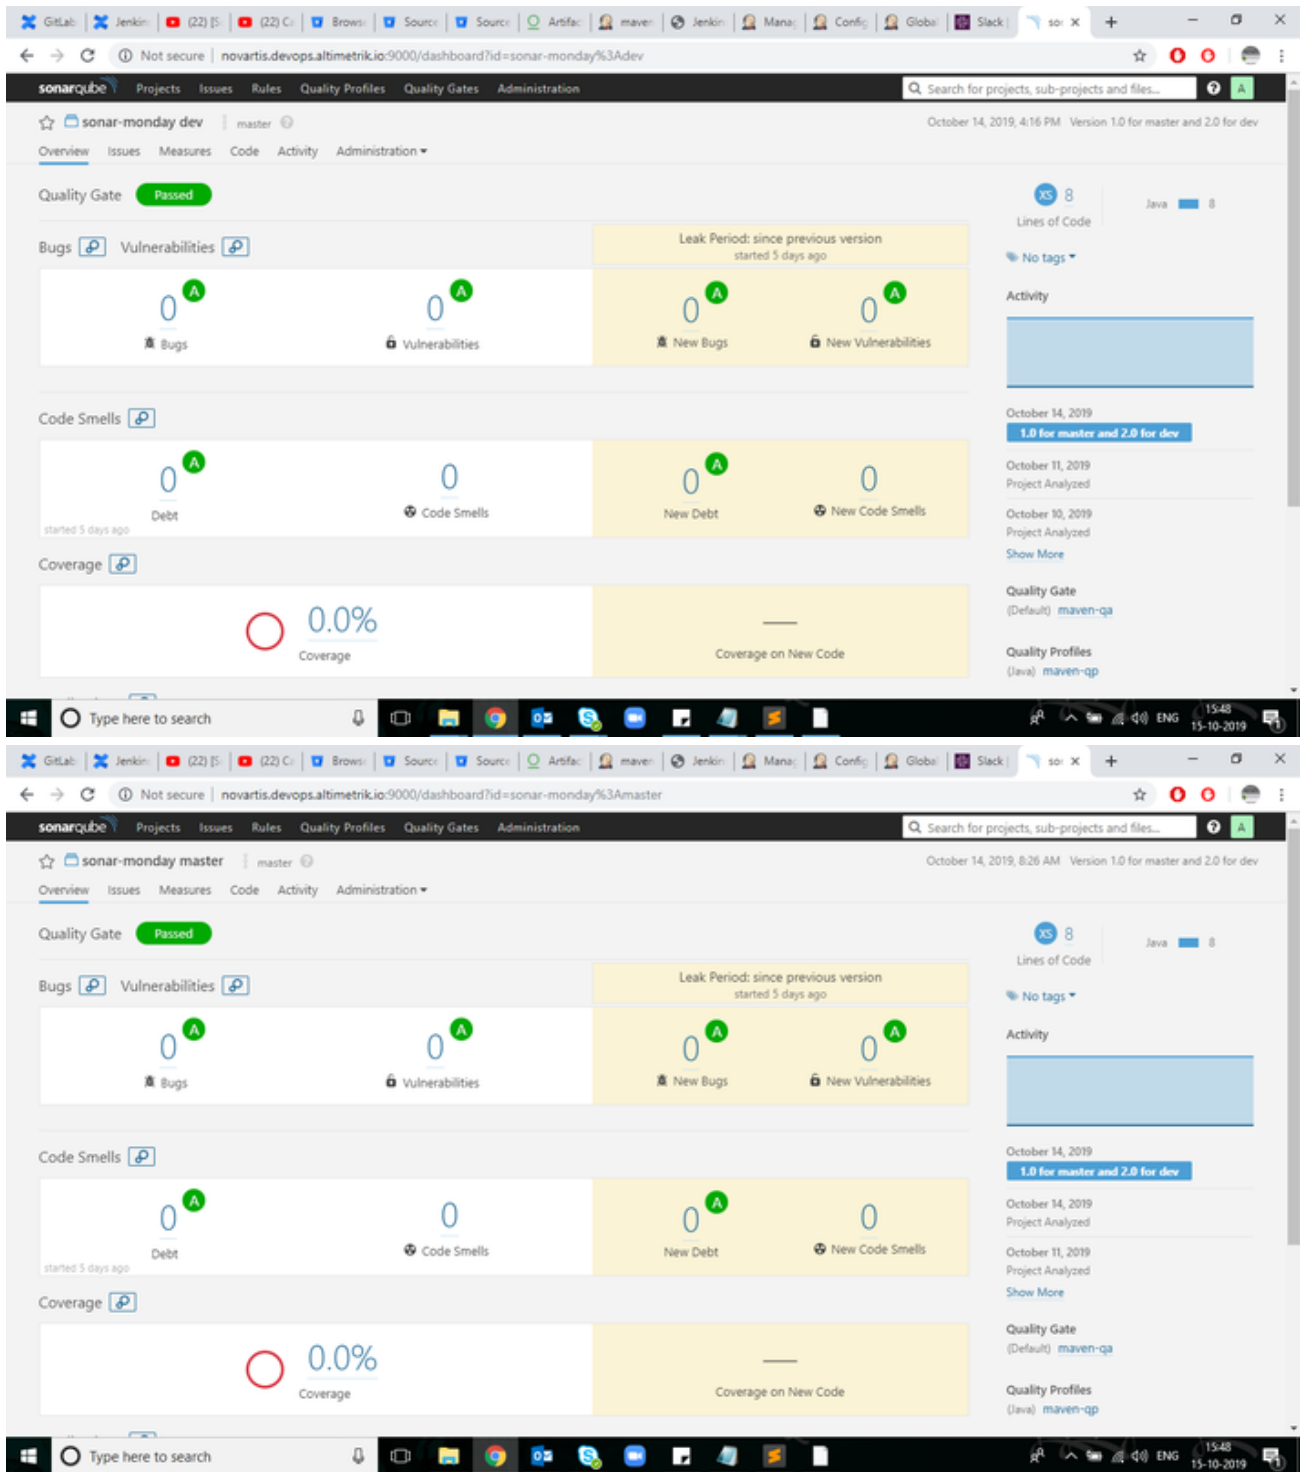 GitLab Jenkin (22) [S (22) Co Browse Source Source Artifac maven Jenkin Manag Config Global Slack so
Not secure | novartis.devops.altimetrik.io:9000/dashboard?id=sonar-monday%3Adev
sonarqube Projects Issues Rules Quality Profiles Quality Gates Administration Search for projects, sub-projects and files... A
sonar-monday dev master October 14, 2019, 4:16 PM Version 1.0 for master and 2.0 for dev
Overview Issues Measures Code Activity Administration
Quality Gate Passed
XS 8 Java 8
Lines of Code
Bugs Vulnerabilities
Leak Period: since previous version
started 5 days ago
No tags
0 A 0 A 0 A 0 A
Bugs Vulnerabilities New Bugs New Vulnerabilities
Activity
Code Smells
October 14, 2019
1.0 for master and 2.0 for dev
0 A 0 0 A 0
Debt Code Smells New Debt New Code Smells
started 5 days ago
October 11, 2019
Project Analyzed
October 10, 2019
Project Analyzed
Show More
Coverage
0.0%
Coverage
Coverage on New Code
Quality Gate
(Default) maven-qa
Quality Profiles
(Java) maven-qp
Type here to search ENG 15:48
15-10-2019
GitLab Jenkin (22) [S (22) Co Browse Source Source Artifac maven Jenkin Manag Config Global Slack so
Not secure | novartis.devops.altimetrik.io:9000/dashboard?id=sonar-monday%3Amaster
sonarqube Projects Issues Rules Quality Profiles Quality Gates Administration Search for projects, sub-projects and files... A
sonar-monday master master October 14, 2019, 8:26 AM Version 1.0 for master and 2.0 for dev
Overview Issues Measures Code Activity Administration
Quality Gate Passed
XS 8 Java 8
Lines of Code
Bugs Vulnerabilities
Leak Period: since previous version
started 5 days ago
No tags
0 A 0 A 0 A 0 A
Bugs Vulnerabilities New Bugs New Vulnerabilities
Activity
Code Smells
October 14, 2019
1.0 for master and 2.0 for dev
0 A 0 0 A 0
Debt Code Smells New Debt New Code Smells
started 5 days ago
October 14, 2019
Project Analyzed
October 11, 2019
Project Analyzed
Show More
Coverage
0.0%
Coverage
Coverage on New Code
Quality Gate
(Default) maven-qa
Quality Profiles
(Java) maven-qp
Type here to search ENG 15:48
15-10-2019